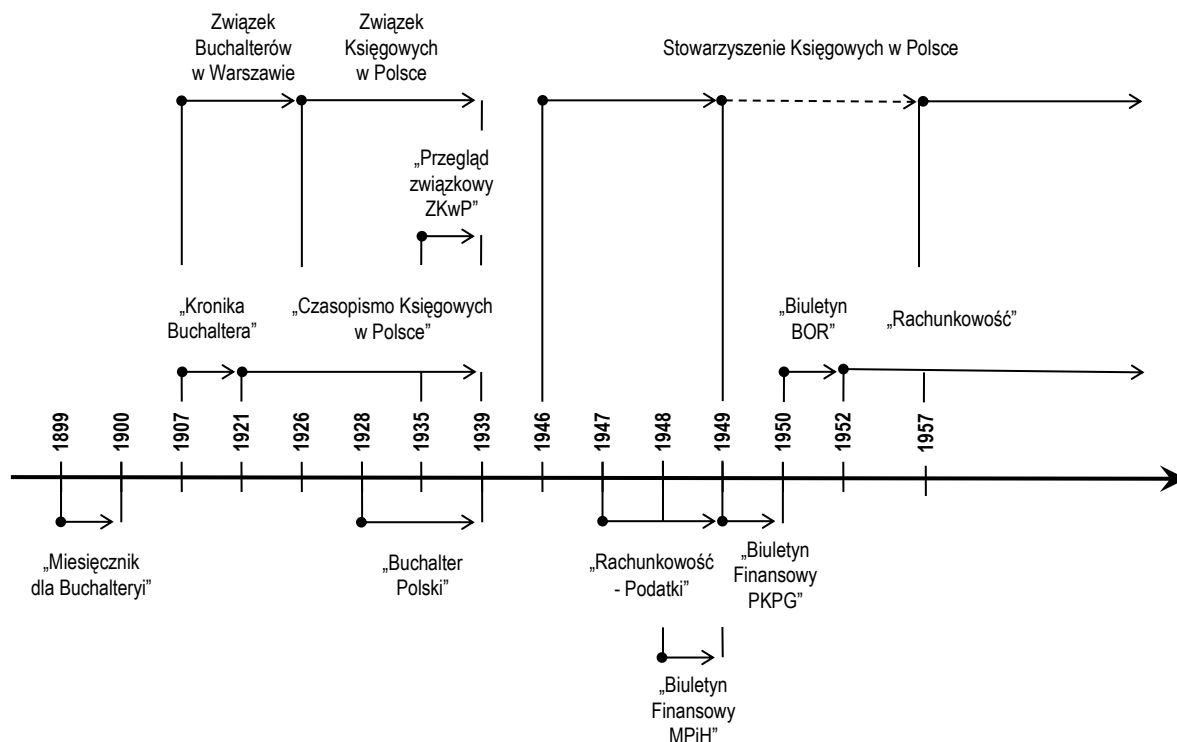 Związek
Buchalterów
w Warszawie
Związek
Księgowych
w Polsce
Stowarzyszenie Księgowych w Polsce
„Przegląd
związkowy
ZKwP”
„Kronika
Buchaltera”
„Czasopismo Księgowych
w Polsce”
„Biuletyn
BOR”
„Rachunkowość”
1899
1900
1907
1921
1926
1928
1935
1939
1946
1947
1948
1949
1950
1952
1957
„Miesięcznik
dla Buchalteryi”
„Buchalter
Polski”
„Rachunkowość
- Podatki”
„Biuletyn
Finansowy
PKPG”
„Biuletyn
Finansowy
MPiH”